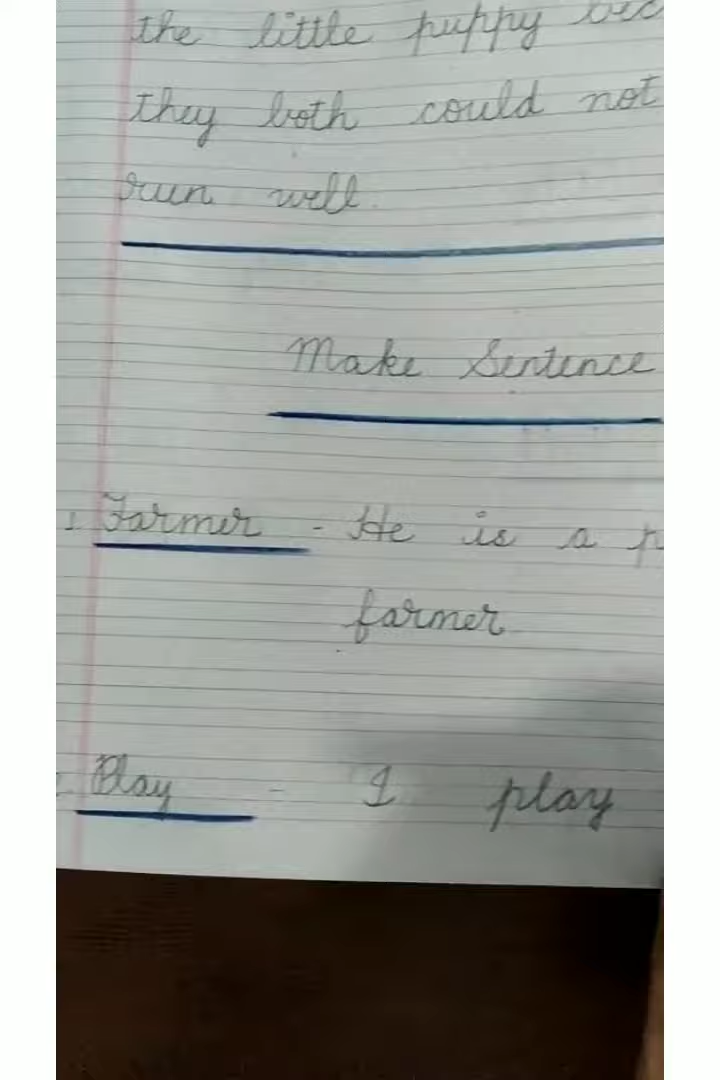 the little puppy
they both could not
run well.
Make Sentence
1. Farmer - He is a
farmer
Play - I play